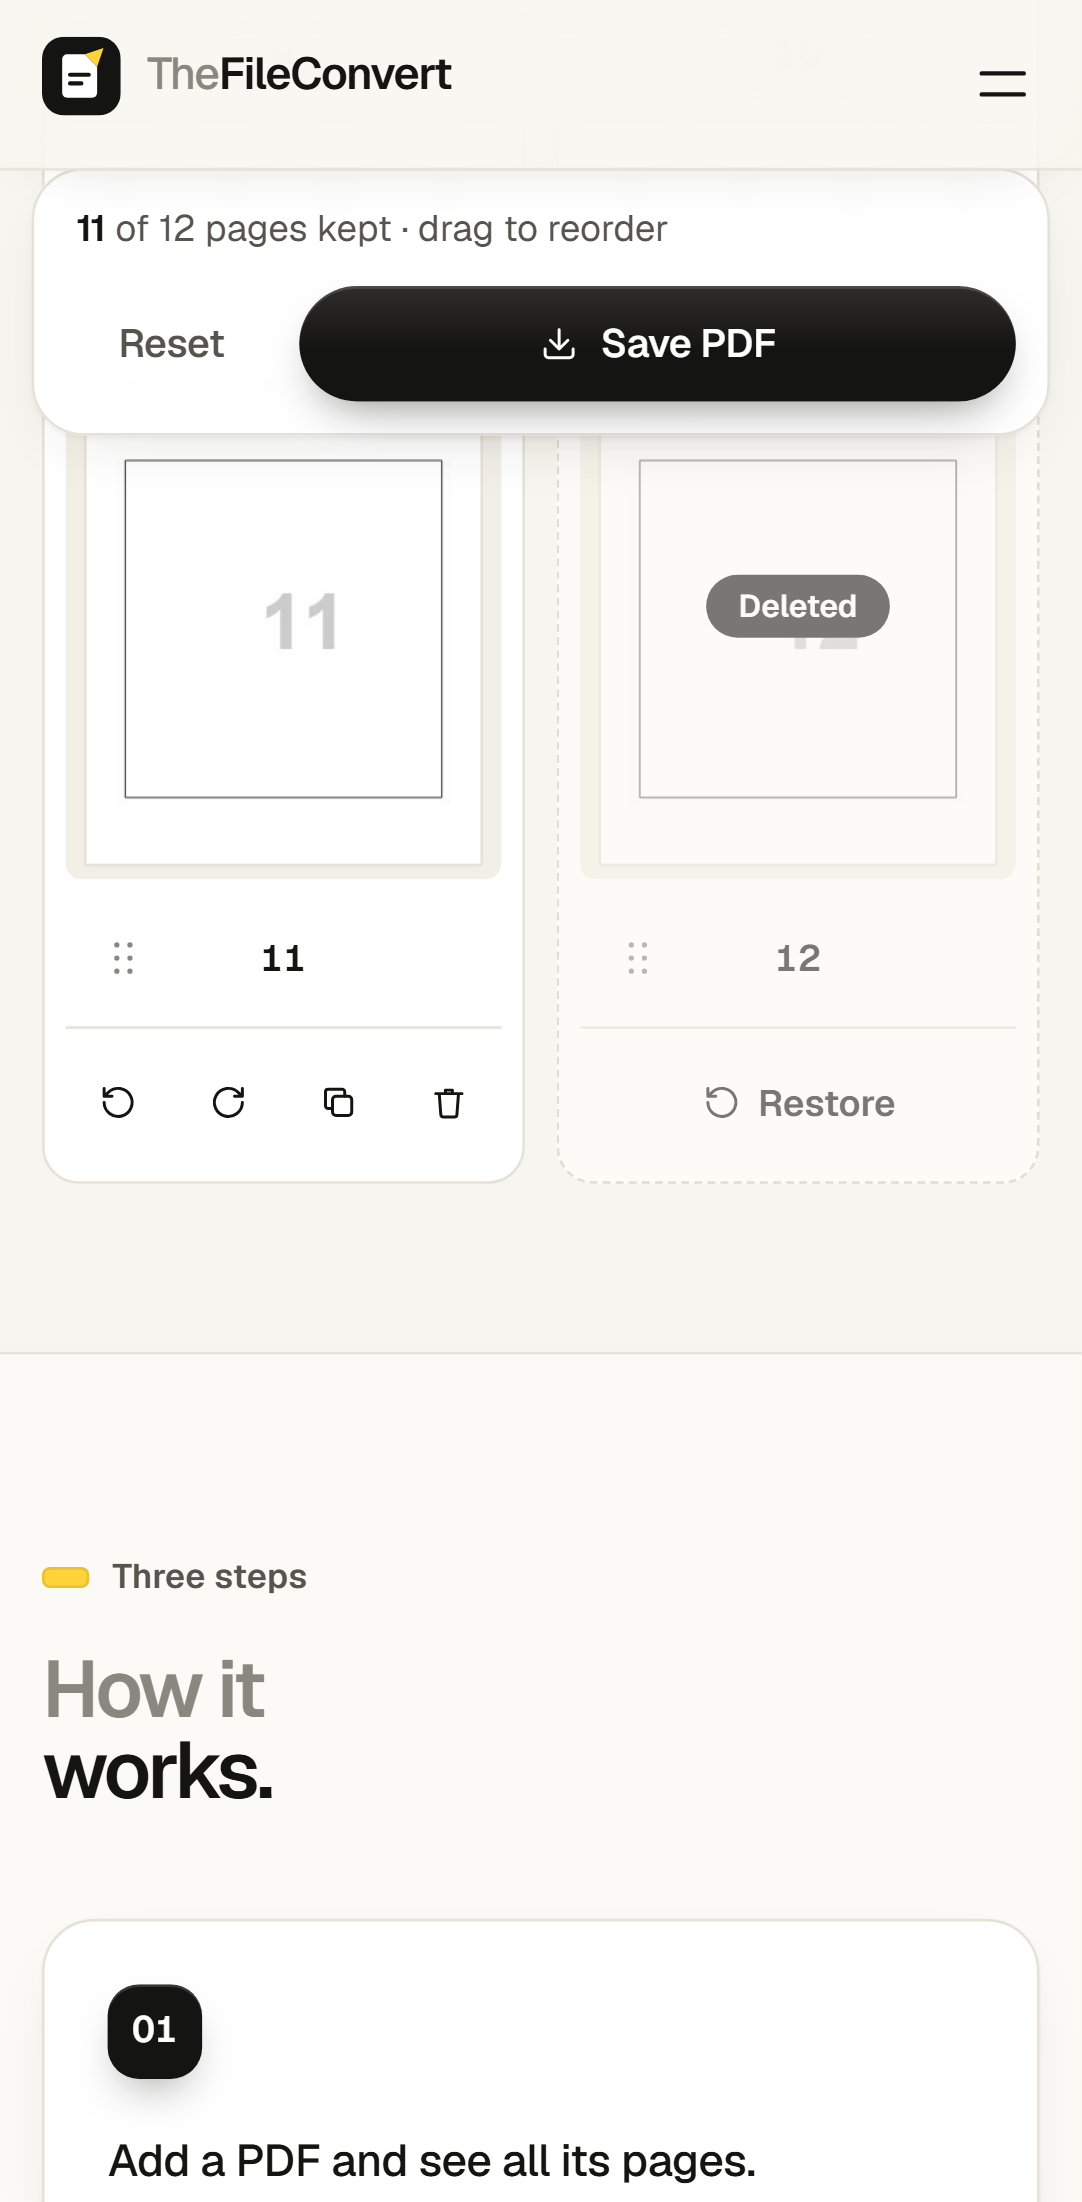 TheFileConvert
11 of 12 pages kept · drag to reorder
Reset
Save PDF
11
Deleted
12
11
12
Restore
Three steps
How it
works.
01
Add a PDF and see all its pages.